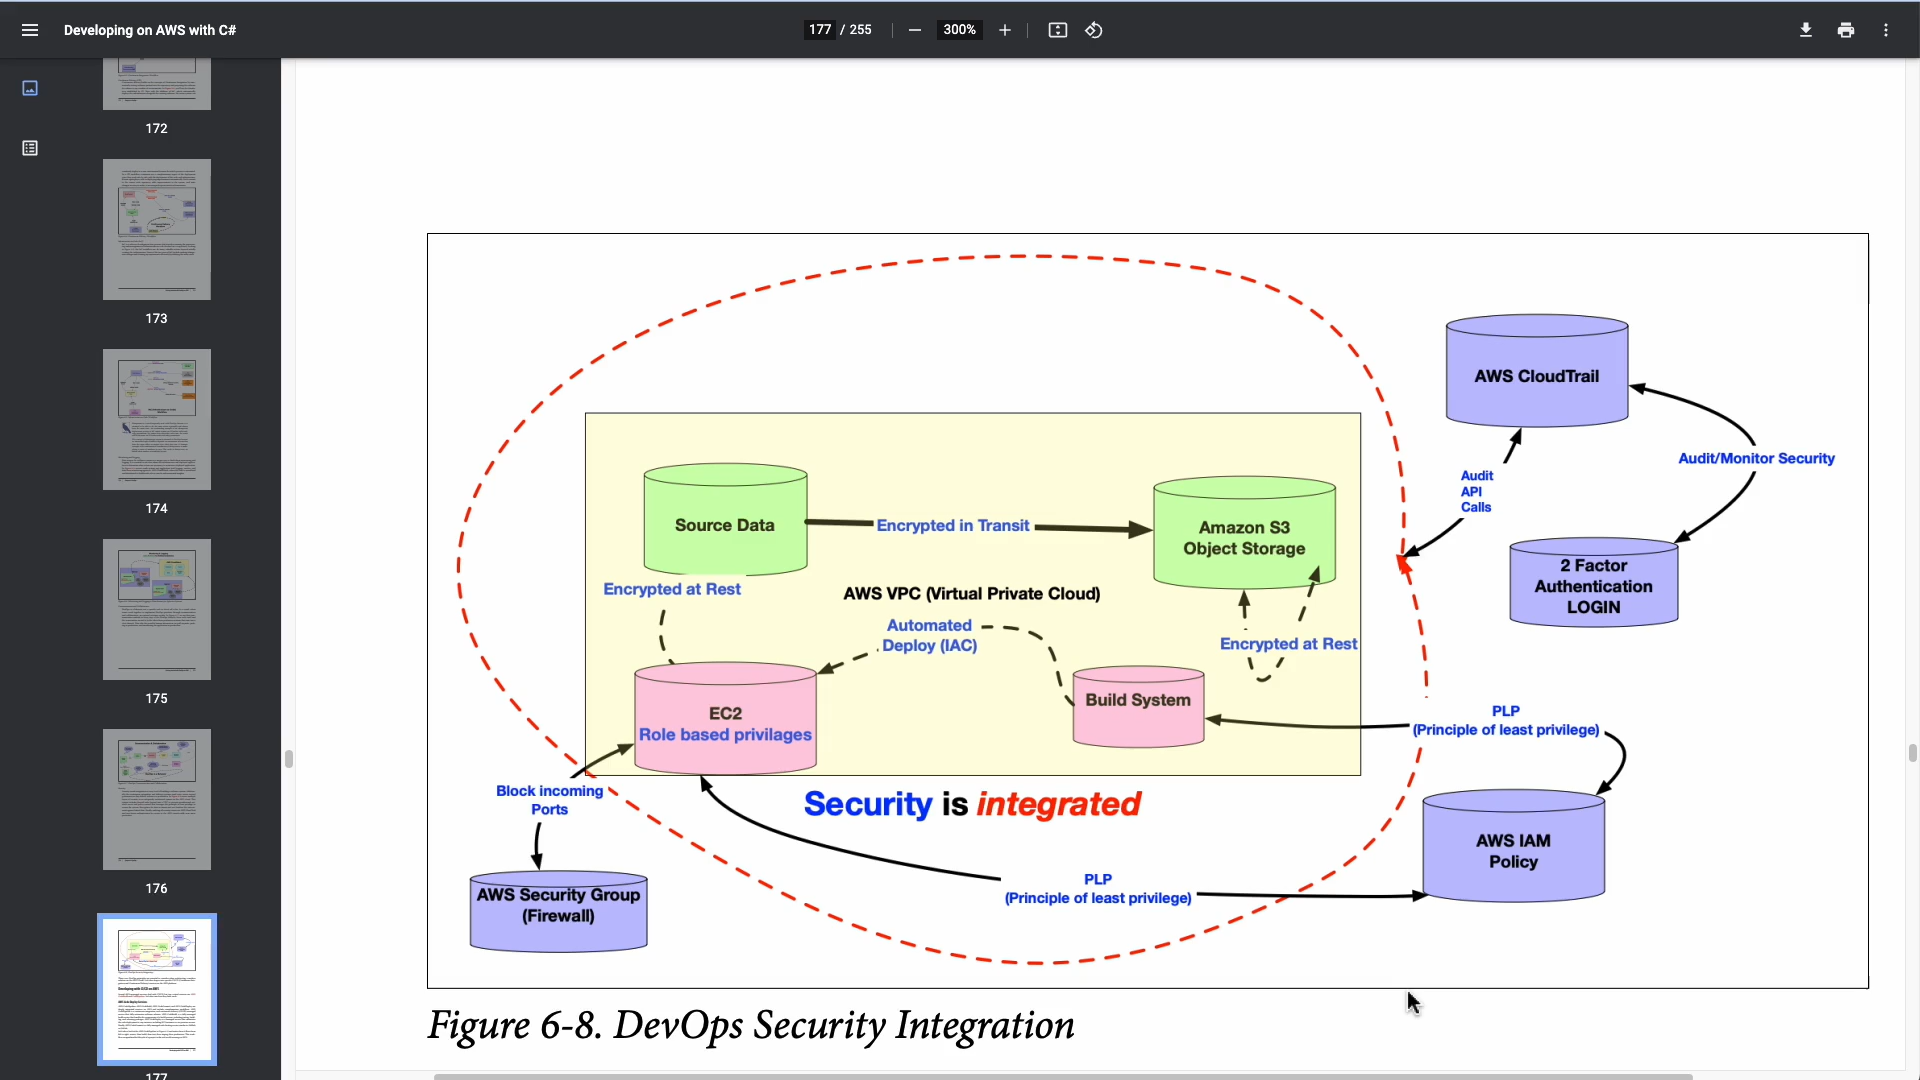 Developing on AWS with C#
177 / 255
300%
172
173
174
175
176
177
AWS CloudTrail
Audit/Monitor Security
Audit
API
Calls
Source Data
Encrypted in Transit
Amazon S3
Object Storage
2 Factor
Authentication
LOGIN
Encrypted at Rest
AWS VPC (Virtual Private Cloud)
Automated
Deploy (IAC)
Encrypted at Rest
EC2
Role based privilages
Build System
PLP
(Principle of least privilege)
Block incoming
Ports
Security is integrated
AWS IAM
Policy
PLP
(Principle of least privilege)
AWS Security Group
(Firewall)
Figure 6-8. DevOps Security Integration